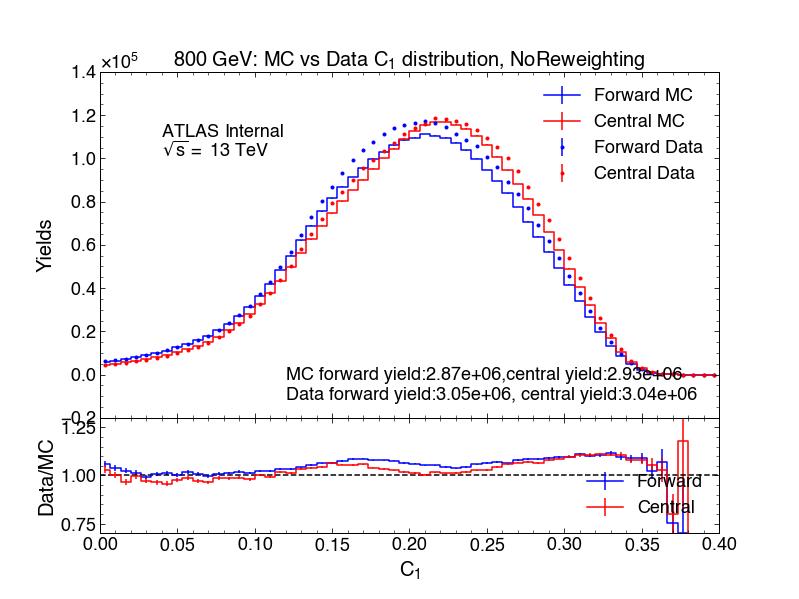 ×10⁵
800 GeV: MC vs Data C₁ distribution, NoReweighting
1.4
1.2
1.0
0.8
0.6
0.4
0.2
0.0
−0.2
Yields
ATLAS Internal
√s = 13 TeV
Forward MC
Central MC
Forward Data
Central Data
MC forward yield:2.87e+06,central yield:2.93e+06
Data forward yield:3.05e+06, central yield:3.04e+06
1.25
1.00
0.75
Data/MC
Forward
Central
0.00 0.05 0.10 0.15 0.20 0.25 0.30 0.35 0.40
C₁